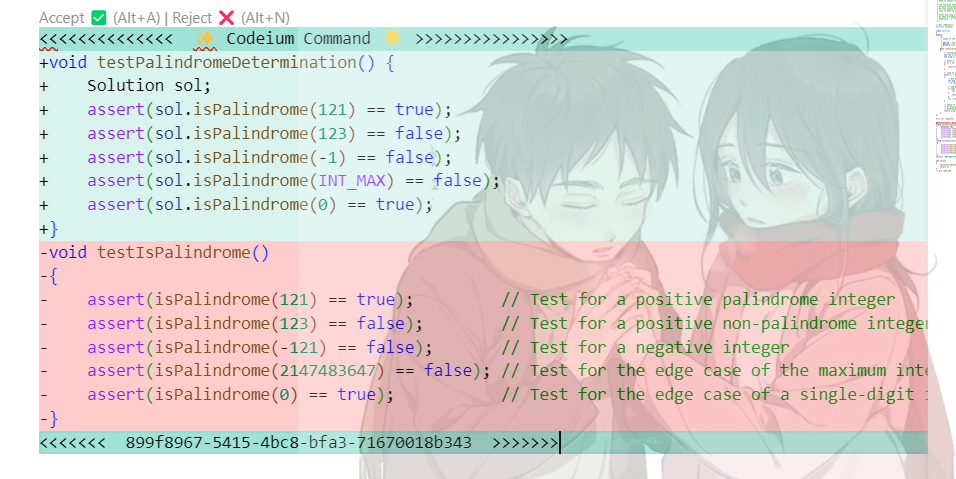 Accept ✅ (Alt+A) | Reject ❌ (Alt+N)
<<<<<<<<<<<<<< ✨ Codeium Command 🌟 >>>>>>>>>>>>>>>>
+void testPalindromeDetermination() {
+    Solution sol;
+    assert(sol.isPalindrome(121) == true);
+    assert(sol.isPalindrome(123) == false);
+    assert(sol.isPalindrome(-1) == false);
+    assert(sol.isPalindrome(INT_MAX) == false);
+    assert(sol.isPalindrome(0) == true);
+}
-void testIsPalindrome()
-{
-    assert(isPalindrome(121) == true);         // Test for a positive palindrome integer
-    assert(isPalindrome(123) == false);        // Test for a positive non-palindrome integer
-    assert(isPalindrome(-121) == false);       // Test for a negative integer
-    assert(isPalindrome(2147483647) == false); // Test for the edge case of the maximum
-    assert(isPalindrome(0) == true);           // Test for the edge case of a single-digit
-}
<<<<<<< 899f8967-5415-4bc8-bfa3-71670018b343 >>>>>>>